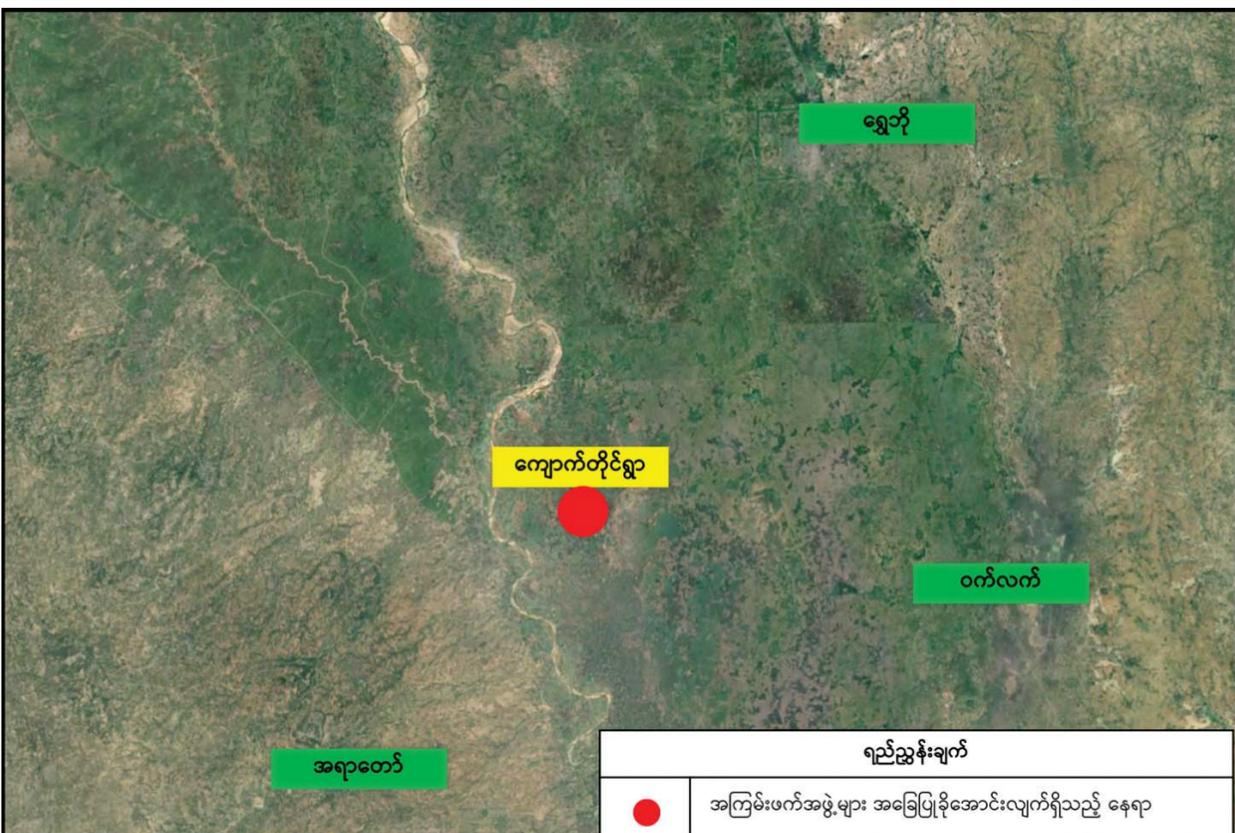 ရွှေဘို
ကျောက်တိုင်ရွာ
ဝက်လက်
အရာတော်
ရည်ညွှန်းချက်
အကြမ်းဖက်အဖွဲ့များ အခြေပြုခိုအောင်းလျက်ရှိသည့် နေရာ